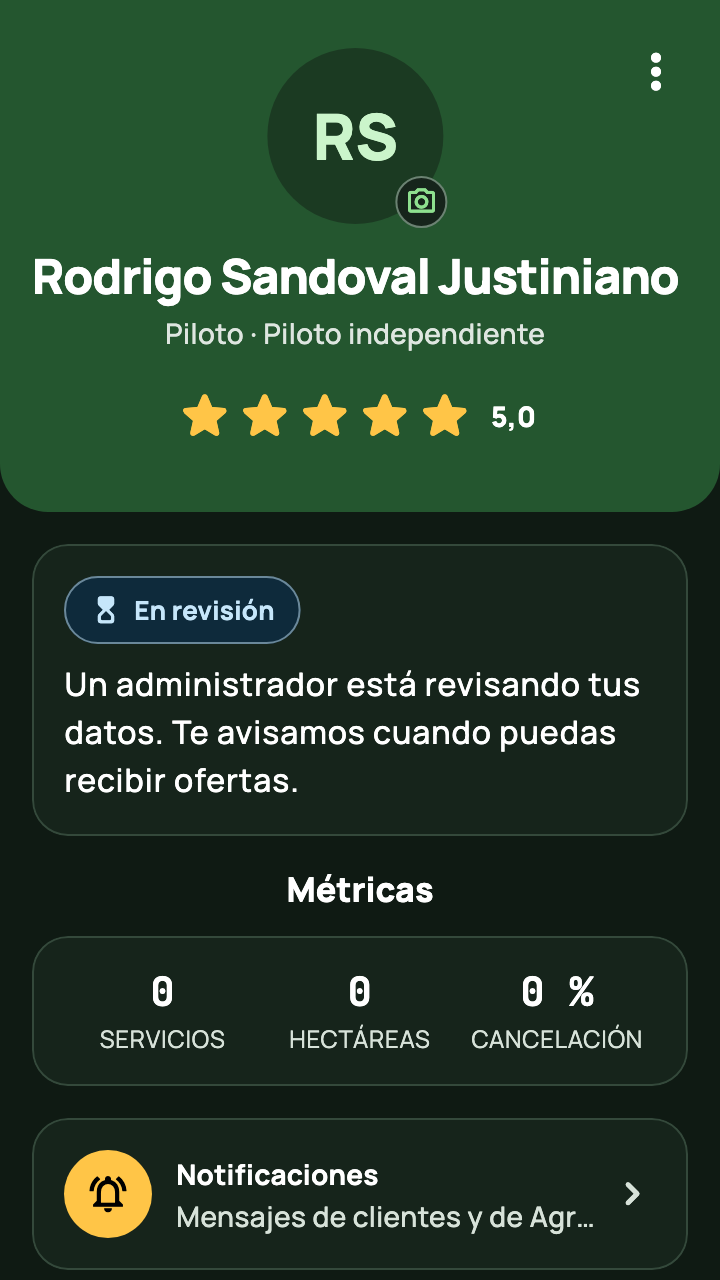 RS
Rodrigo Sandoval Justiniano
Piloto · Piloto independiente
5,0
En revisión
Un administrador está revisando tus
datos. Te avisamos cuando puedas
recibir ofertas.
Métricas
0 0 0 %
SERVICIOS HECTÁREAS CANCELACIÓN
Notificaciones
Mensajes de clientes y de Agr...